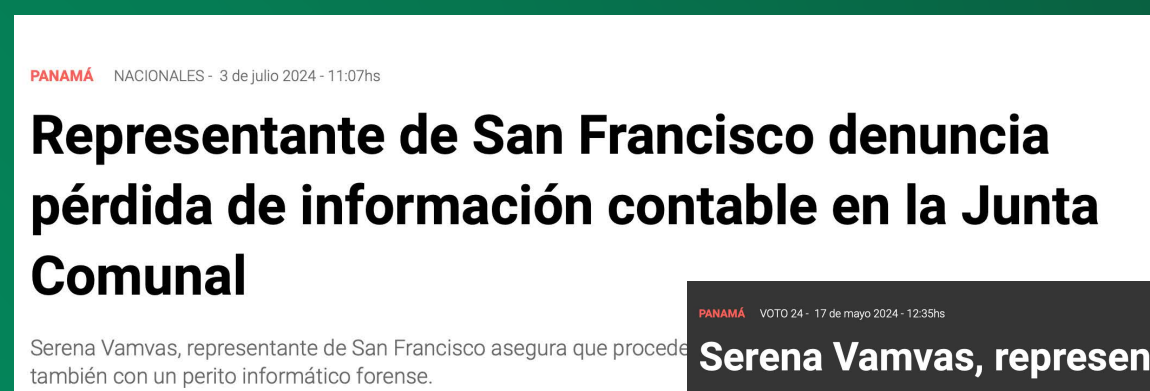 PANAMÁ NACIONALES - 3 de julio 2024 - 11:07hs
Representante de San Francisco denuncia
pérdida de información contable en la Junta
Comunal
Serena Vamvas, representante de San Francisco asegura que procede
también con un perito informático forense.
PANAMÁ VOTO 24 - 17 de mayo 2024 - 12:35hs
Serena Vamvas, represen